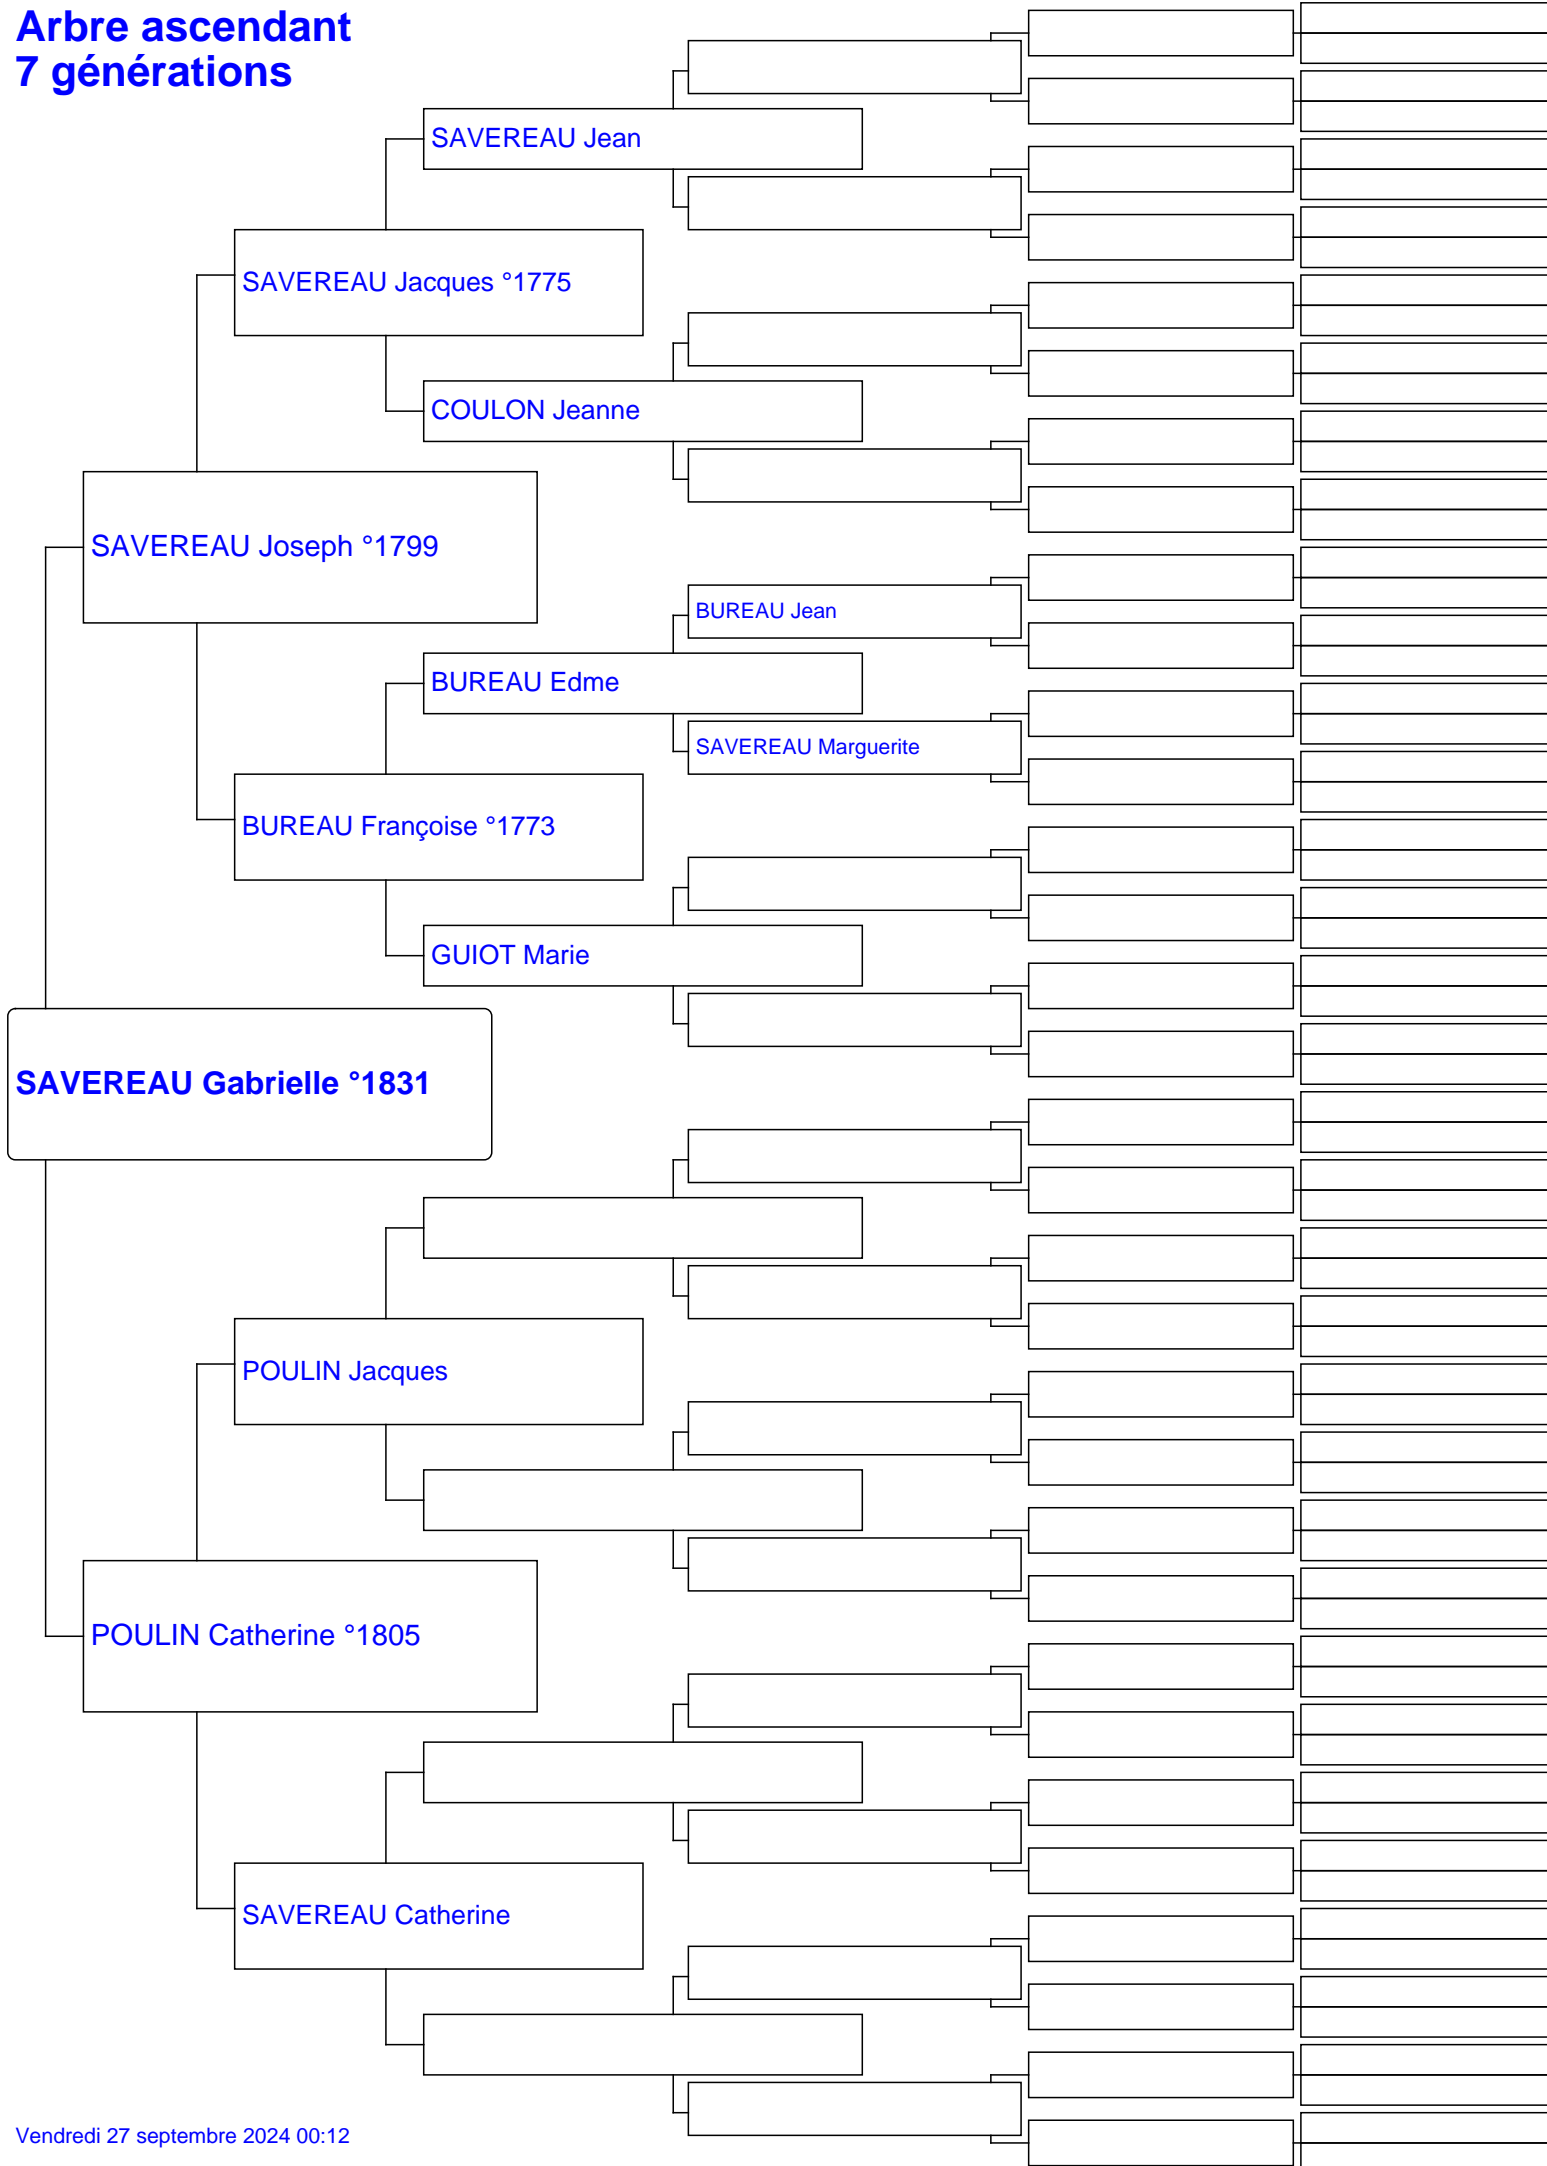 Arbre ascendant
7 générations
SAVEREAU Jean
SAVEREAU Jacques °1775
COULON Jeanne
SAVEREAU Joseph °1799
BUREAU Jean
BUREAU Edme
SAVEREAU Marguerite
BUREAU Françoise °1773
GUIOT Marie
SAVEREAU Gabrielle °1831
POULIN Jacques
POULIN Catherine °1805
SAVEREAU Catherine
Vendredi 27 septembre 2024 00:12